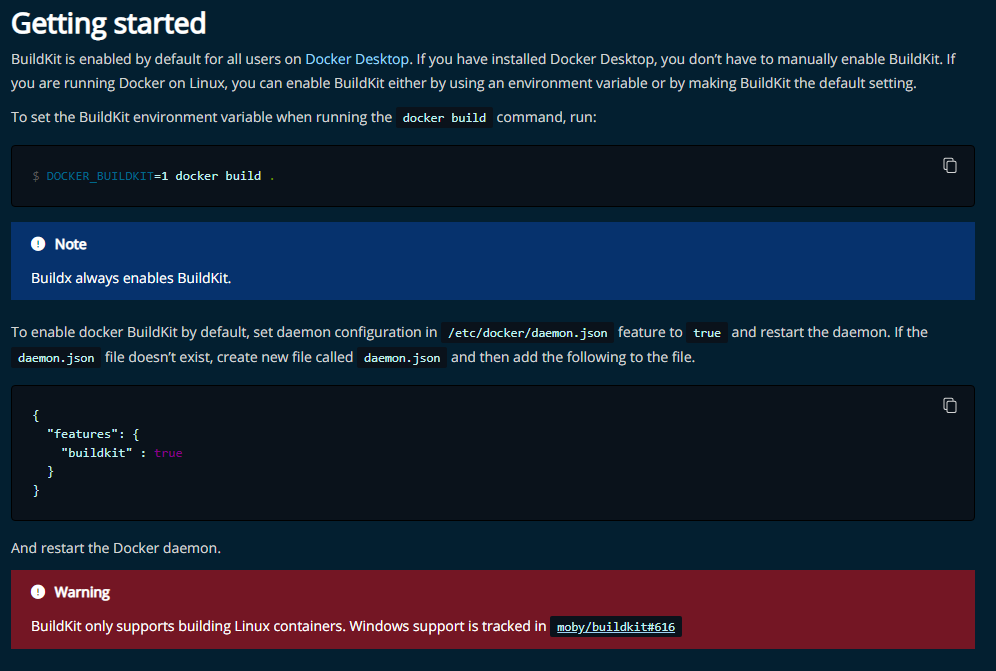 Getting started
BuildKit is enabled by default for all users on Docker Desktop. If you have installed Docker Desktop, you don’t have to manually enable BuildKit. If
you are running Docker on Linux, you can enable BuildKit either by using an environment variable or by making BuildKit the default setting.
To set the BuildKit environment variable when running the docker build command, run:
$ DOCKER_BUILDKIT=1 docker build .
Note
Buildx always enables BuildKit.
To enable docker BuildKit by default, set daemon configuration in /etc/docker/daemon.json feature to true and restart the daemon. If the
daemon.json file doesn’t exist, create new file called daemon.json and then add the following to the file.
{
  "features": {
    "buildkit" : true
  }
}
And restart the Docker daemon.
Warning
BuildKit only supports building Linux containers. Windows support is tracked in moby/buildkit#616